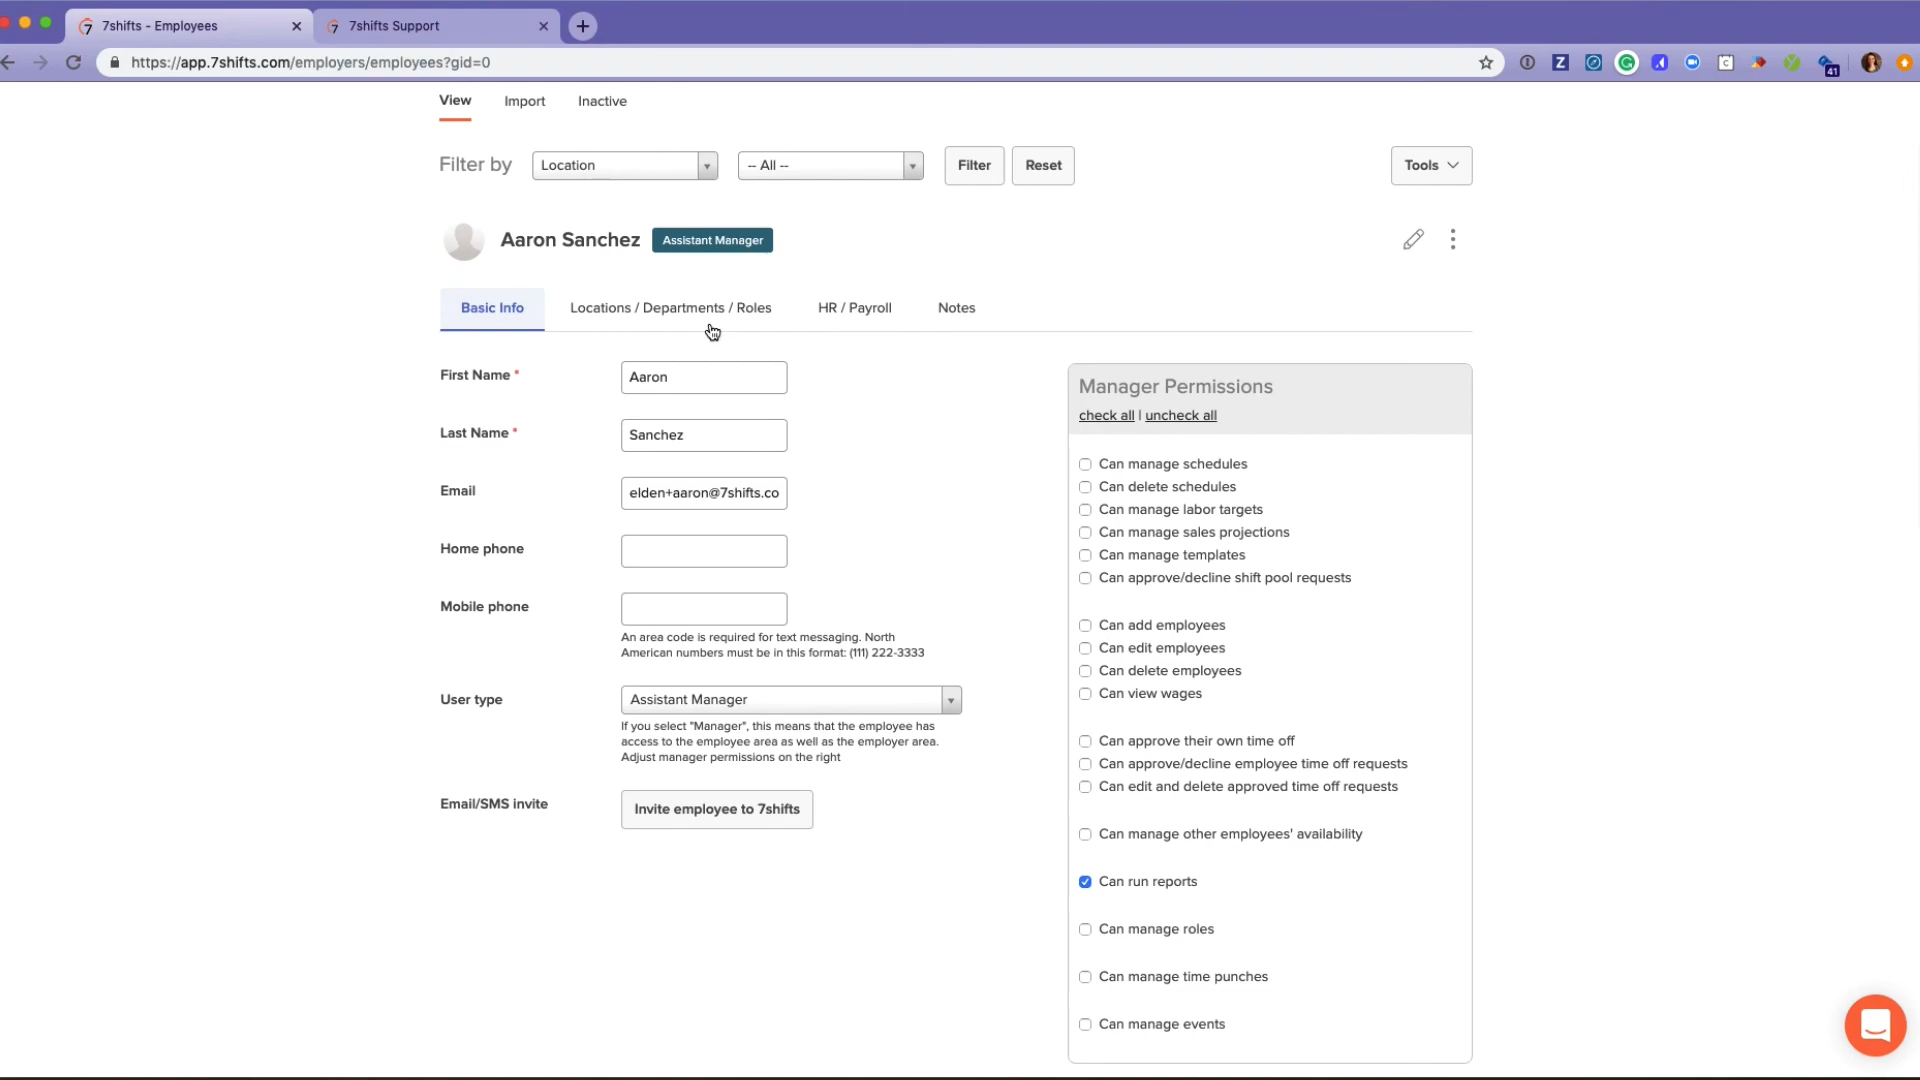 7shifts - Employees
7shifts Support
https://app.7shifts.com/employers/employees?gid=0
41
View Import Inactive
Filter by Location -- All -- Filter Reset Tools
Aaron Sanchez Assistant Manager
Basic Info Locations / Departments / Roles HR / Payroll Notes
First Name * Aaron
Last Name * Sanchez
Email elden+aaron@7shifts.co
Home phone
Mobile phone
An area code is required for text messaging. North
American numbers must be in this format: (111) 222-3333
User type Assistant Manager
If you select "Manager", this means that the employee has
access to the employee area as well as the employer area.
Adjust manager permissions on the right
Email/SMS invite Invite employee to 7shifts
Manager Permissions
check all | uncheck all
Can manage schedules
Can delete schedules
Can manage labor targets
Can manage sales projections
Can manage templates
Can approve/decline shift pool requests
Can add employees
Can edit employees
Can delete employees
Can view wages
Can approve their own time off
Can approve/decline employee time off requests
Can edit and delete approved time off requests
Can manage other employees' availability
Can run reports
Can manage roles
Can manage time punches
Can manage events